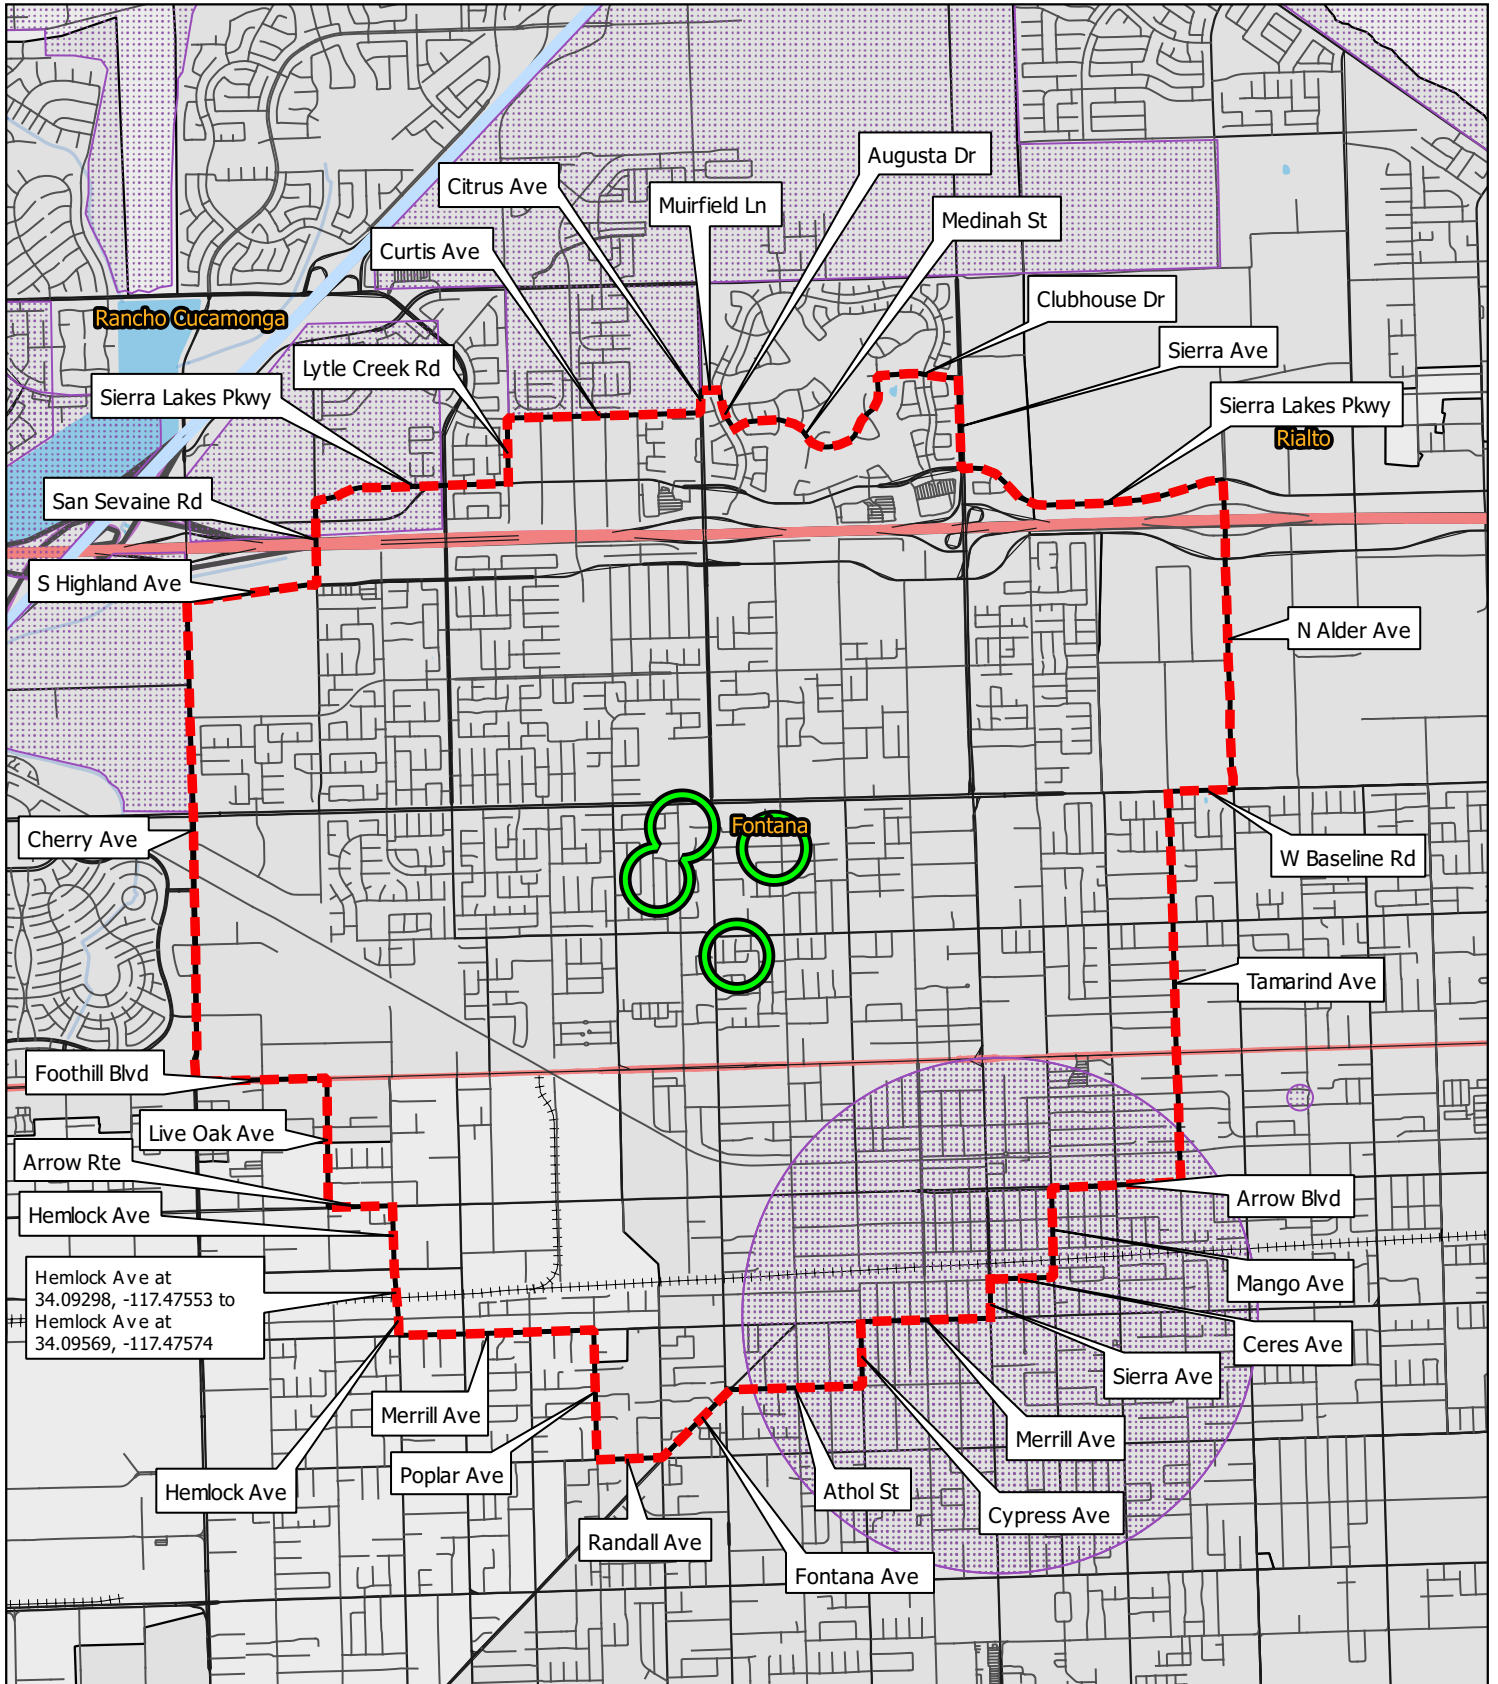 Augusta Dr
Citrus Ave
Muirfield Ln
Medinah St
Curtis Ave
Clubhouse Dr
Rancho Cucamonga
Sierra Ave
Lytle Creek Rd
Sierra Lakes Pkwy
Sierra Lakes Pkwy
Rialto
San Sevaine Rd
S Highland Ave
N Alder Ave
Fontana
Cherry Ave
W Baseline Rd
Tamarind Ave
Foothill Blvd
Live Oak Ave
Arrow Rte
Arrow Blvd
Hemlock Ave
Hemlock Ave at
34.09298, -117.47553 to
Hemlock Ave at
34.09569, -117.47574
Mango Ave
Ceres Ave
Sierra Ave
Merrill Ave
Merrill Ave
Poplar Ave
Hemlock Ave
Athol St
Cypress Ave
Randall Ave
Fontana Ave